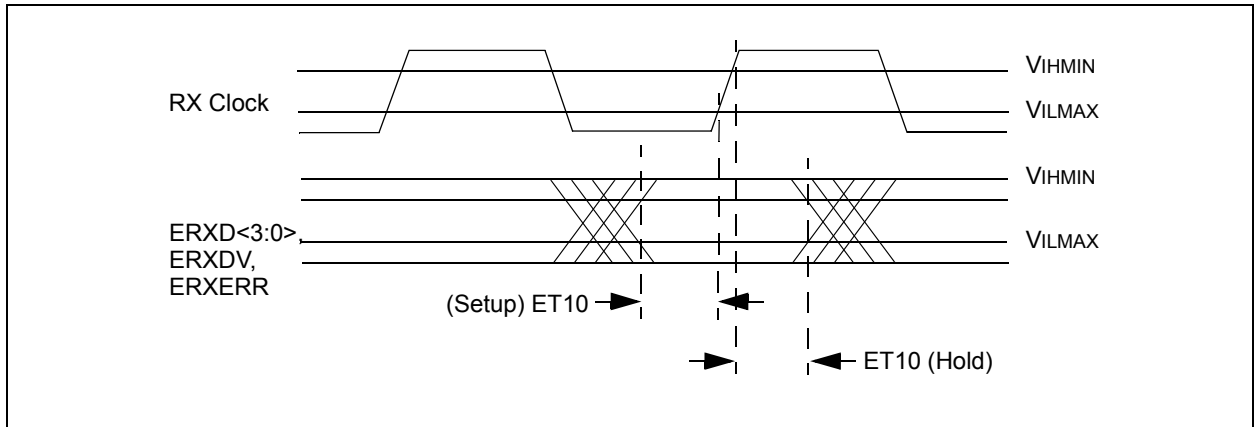 VIHMIN
RX Clock
VILMAX
VIHMIN
ERXD<3:0>,
ERXDV,
ERXERR
VILMAX
(Setup) ET10
ET10 (Hold)